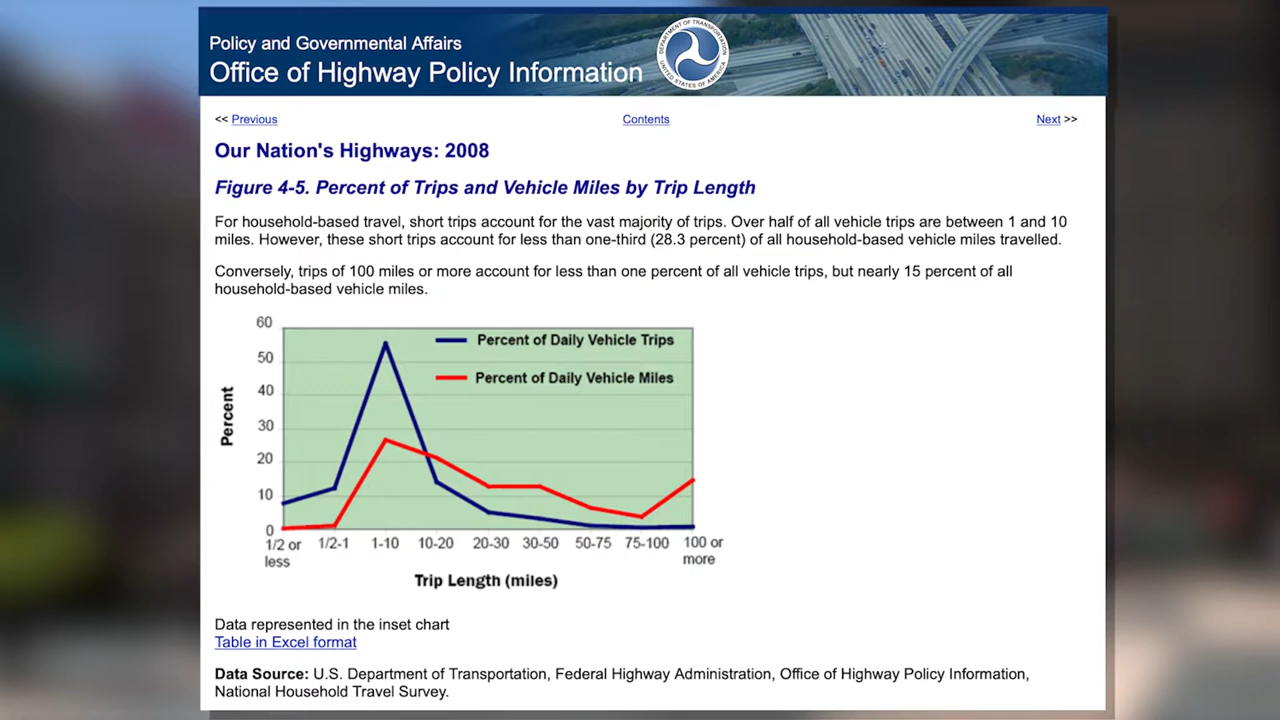 Policy and Governmental Affairs
Office of Highway Policy Information
DEPARTMENT OF TRANSPORTATION
UNITED STATES OF AMERICA
<< Previous
Contents
Next >>
Our Nation's Highways: 2008
Figure 4-5. Percent of Trips and Vehicle Miles by Trip Length
For household-based travel, short trips account for the vast majority of trips. Over half of all vehicle trips are between 1 and 10
miles. However, these short trips account for less than one-third (28.3 percent) of all household-based vehicle miles travelled.
Conversely, trips of 100 miles or more account for less than one percent of all vehicle trips, but nearly 15 percent of all
household-based vehicle miles.
60
50
40
30
20
10
0
Percent
Percent of Daily Vehicle Trips
Percent of Daily Vehicle Miles
1/2 or
less
1/2-1
1-10
10-20
20-30
30-50
50-75
75-100
100 or
more
Trip Length (miles)
Data represented in the inset chart
Table in Excel format
Data Source: U.S. Department of Transportation, Federal Highway Administration, Office of Highway Policy Information,
National Household Travel Survey.